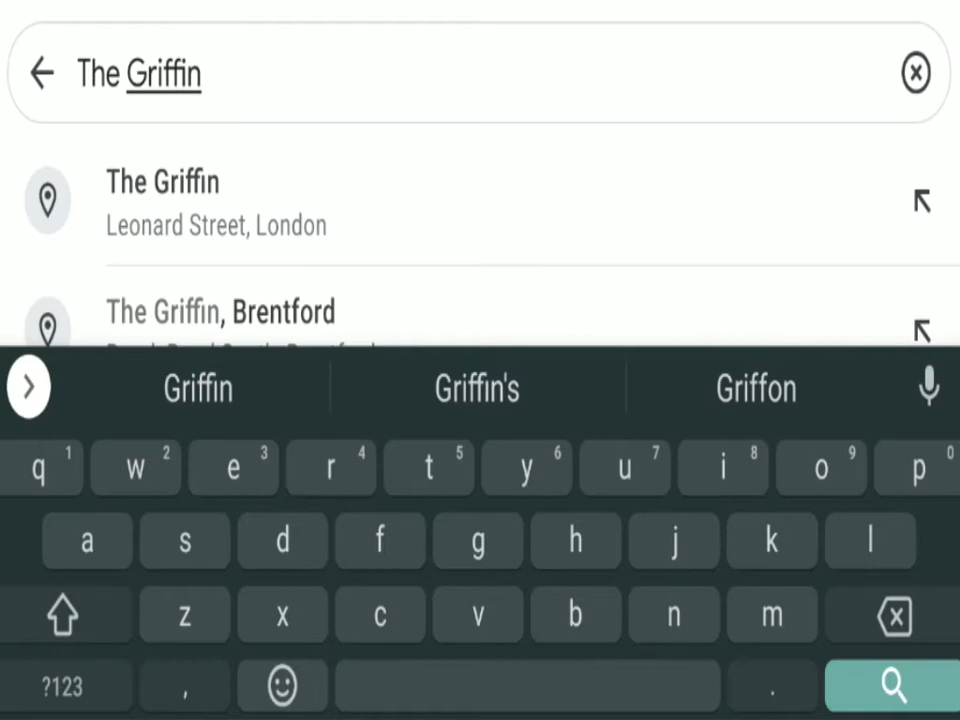 The Griffin
The Griffin
Leonard Street, London
The Griffin, Brentford
Griffin Griffin's Griffon
q 1 w 2 e 3 r 4 t 5 y 6 u 7 i 8 o 9 p 0
a s d f g h j k l
z x c v b n m
?123 , .